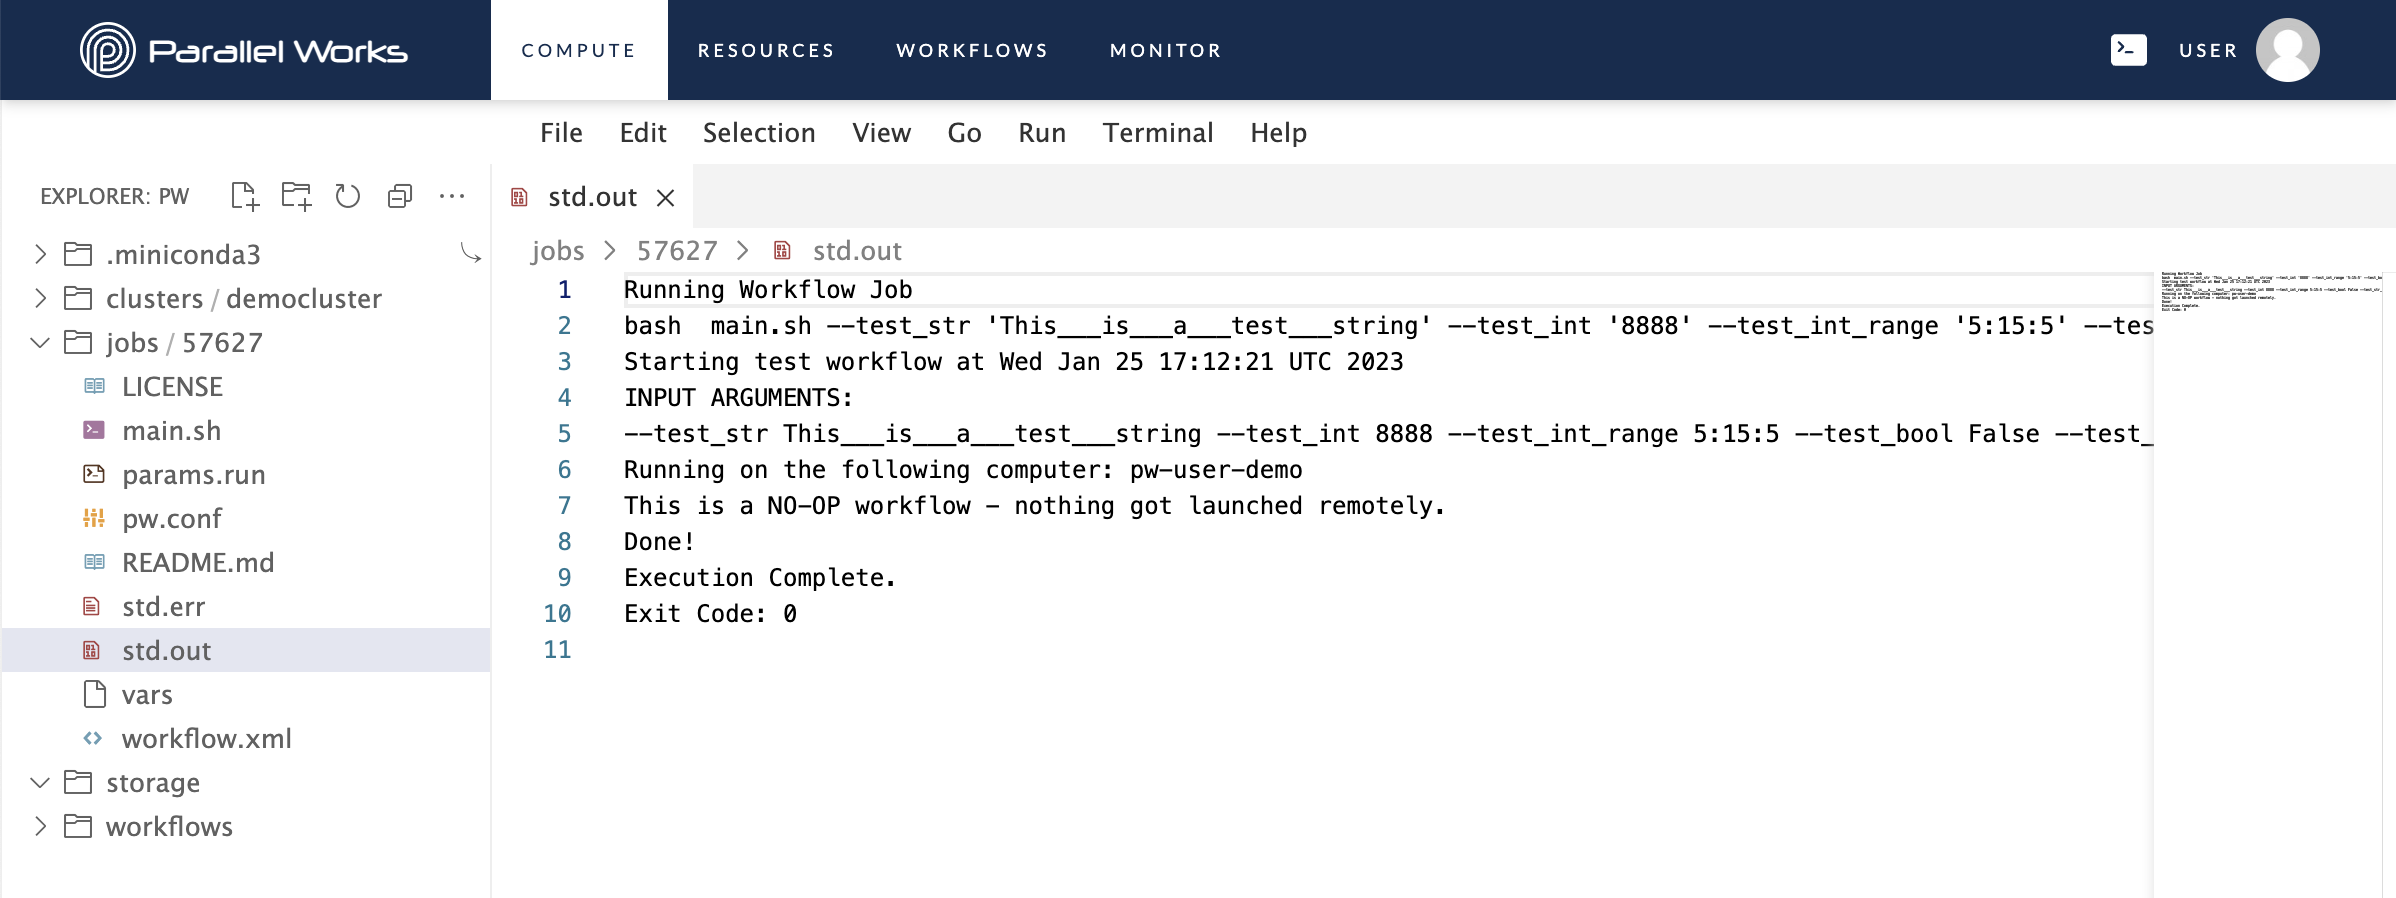 Parallel Works
COMPUTE
RESOURCES
WORKFLOWS
MONITOR
USER
File Edit Selection View Go Run Terminal Help
EXPLORER: PW
.miniconda3
clusters / democluster
jobs / 57627
LICENSE
main.sh
params.run
pw.conf
README.md
std.err
std.out
vars
workflow.xml
storage
workflows
std.out
jobs > 57627 > std.out
1 Running Workflow Job
2 bash  main.sh --test_str 'This___is___a___test___string' --test_int '8888' --test_int_range '5:15:5' --tes
3 Starting test workflow at Wed Jan 25 17:12:21 UTC 2023
4 INPUT ARGUMENTS:
5 --test_str This___is___a___test___string --test_int 8888 --test_int_range 5:15:5 --test_bool False --test_
6 Running on the following computer: pw-user-demo
7 This is a NO-OP workflow - nothing got launched remotely.
8 Done!
9 Execution Complete.
10 Exit Code: 0
11